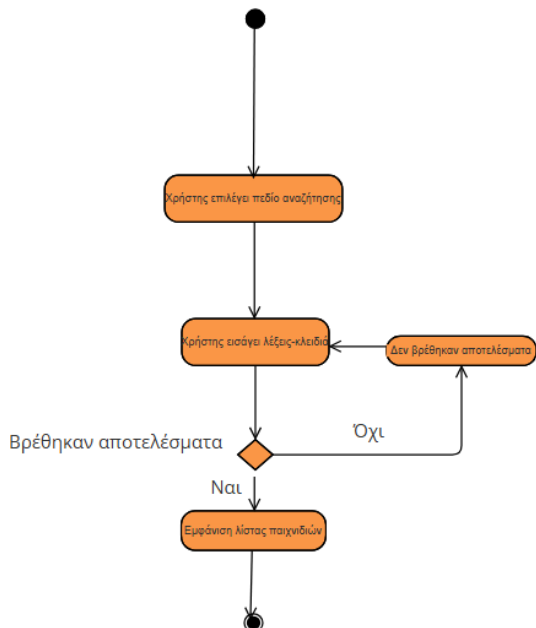 Χρήστης επιλέγει πεδίο αναζήτησης
Χρήστης εισάγει λέξεις-κλειδιά
Δεν βρέθηκαν αποτελέσματα
Βρέθηκαν αποτελέσματα
Όχι
Ναι
Εμφάνιση λίστας παιχνιδιών